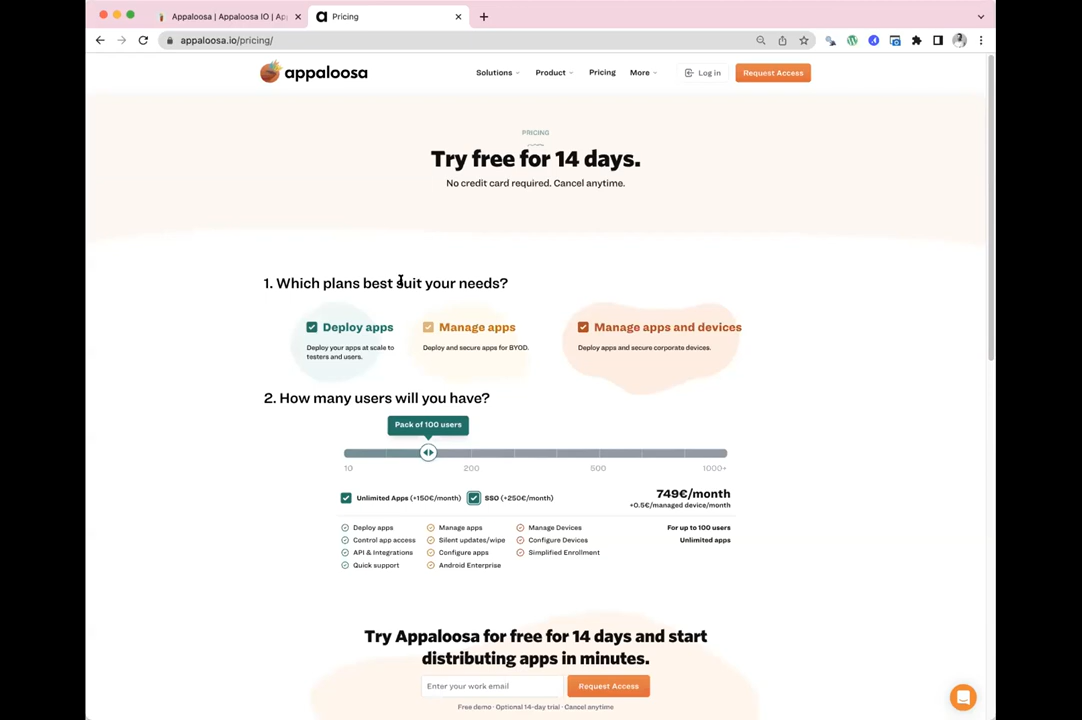 Appaloosa | Appaloosa IO | Ap
Pricing
appaloosa.io/pricing/
appaloosa
Solutions
Product
Pricing
More
Log in
Request Access
PRICING
Try free for 14 days.
No credit card required. Cancel anytime.
1. Which plans best suit your needs?
Deploy apps
Manage apps
Manage apps and devices
Deploy your apps at scale to
testers and users.
Deploy and secure apps for BYOD.
Deploy apps and secure corporate devices.
2. How many users will you have?
Pack of 100 users
10
200
500
1000+
Unlimited Apps (+150€/month)
SSO (+250€/month)
749€/month
+0.5€/managed device/month
Deploy apps
Manage apps
Manage Devices
For up to 100 users
Control app access
Silent updates/wipe
Configure Devices
Unlimited apps
API & Integrations
Configure apps
Simplified Enrollment
Quick support
Android Enterprise
Try Appaloosa for free for 14 days and start
distributing apps in minutes.
Enter your work email
Request Access
Free demo · Optional 14-day trial · Cancel anytime